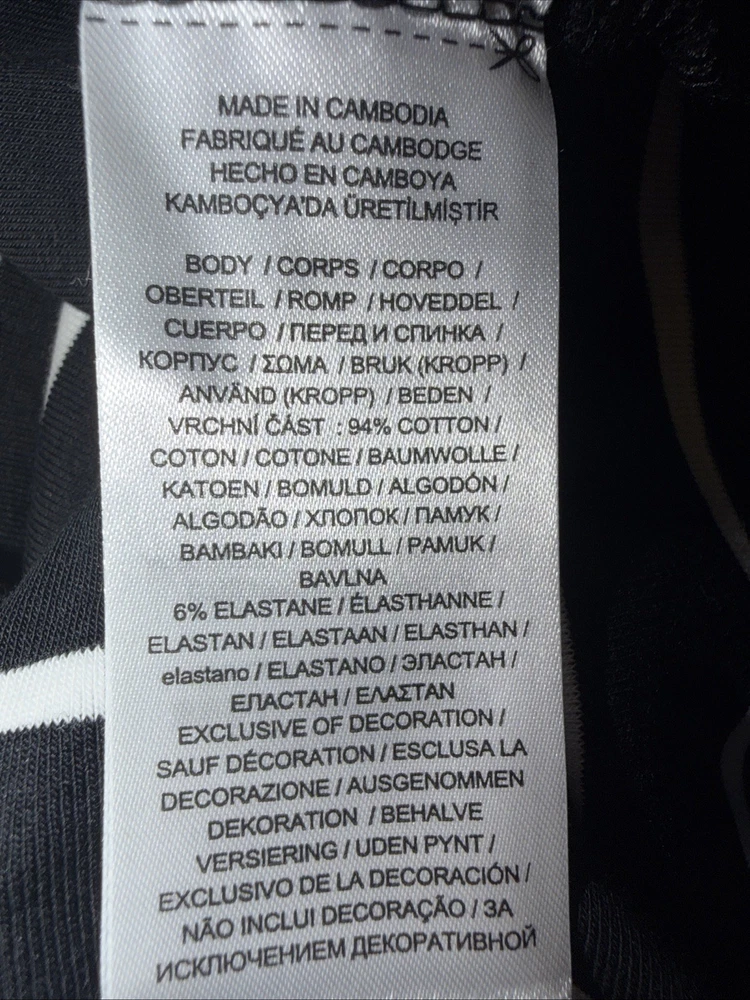 MADE IN CAMBODIA
FABRIQUÉ AU CAMBODGE
HECHO EN CAMBOYA
KAMBOÇYA'DA ÜRETİLMİŞTİR
BODY / CORPS / CORPO /
OBERTEIL / ROMP / HOVEDDEL /
CUERPO / ПЕРЕД И СПИНКА /
КОРПУС / ΣΩΜΑ / BRUK (KROPP) /
ANVÄND (KROPP) / BEDEN /
VRCHNÍ ČÁST : 94% COTTON /
COTON / COTONE / BAUMWOLLE /
KATOEN / BOMULD / ALGODÓN /
ALGODÃO / ХЛОПОК / ПАМУК /
BAMBAKI / BOMULL / PAMUK /
BAVLNA
6% ELASTANE / ÉLASTHANNE /
ELASTAN / ELASTAAN / ELASTHAN /
elastano / ELASTANO / ЭЛАСТАН /
ЕЛАСТАН / ΕΛΑΣΤΑΝ
EXCLUSIVE OF DECORATION /
SAUF DÉCORATION / ESCLUSA LA
DECORAZIONE / AUSGENOMMEN
DEKORATION / BEHALVE
VERSIERING / UDEN PYNT /
EXCLUSIVO DE LA DECORACIÓN /
NÃO INCLUI DECORAÇÃO / ЗА
ИСКЛЮЧЕНИЕМ ДЕКОРАТИВНОЙ